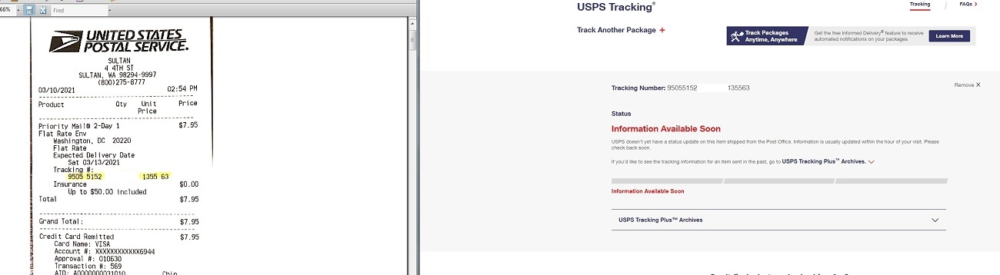 66%
Find
UNITED STATES
POSTAL SERVICE.
SULTAN
4 4TH ST
SULTAN, WA 98294-9997
(800)275-8777
03/10/2021 02:54 PM
Product Qty Unit Price
Price
Priority Mail® 2-Day 1 $7.95
Flat Rate Env
Washington, DC 20220
Flat Rate
Expected Delivery Date
Sat 03/13/2021
Tracking #:
9505 5152 1355 63
Insurance $0.00
Up to $50.00 included
Total $7.95
Grand Total: $7.95
Credit Card Remitted $7.95
Card Name: VISA
Account #: XXXXXXXXXXXX6944
Approval #: 010630
Transaction #: 569
AID: A0000000031010 Chip
USPS Tracking®
Tracking / FAQs >
Track Another Package +
Track Packages
Anytime, Anywhere
Get the free Informed Delivery® feature to receive
automated notifications on your packages
Learn More
Tracking Number: 95055152 135563
Remove X
Status
Information Available Soon
USPS doesn't yet have a status update on this item shipped from the Post Office. Information is usually updated within the hour of your visit. Please
check back soon.
If you'd like to see the tracking information for an item sent in the past, go to USPS Tracking Plus™ Archives.
Information Available Soon
USPS Tracking Plus™ Archives